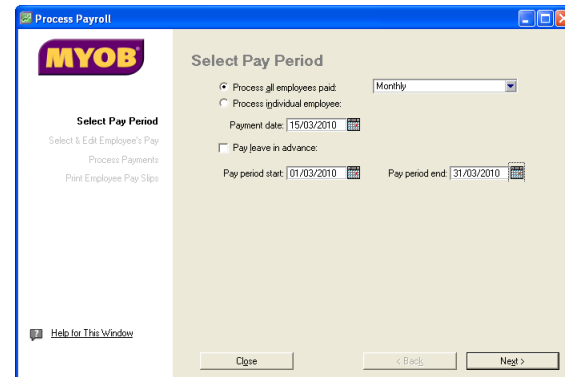 Process Payroll
MYOB
Select Pay Period
Select & Edit Employee's Pay
Process Payments
Print Employee Pay Slips
Help for This Window
Select Pay Period
Process all employees paid: Monthly
Process individual employee:
Payment date: 15/03/2010
Pay leave in advance:
Pay period start: 01/03/2010 Pay period end: 31/03/2010
Close < Back Next >